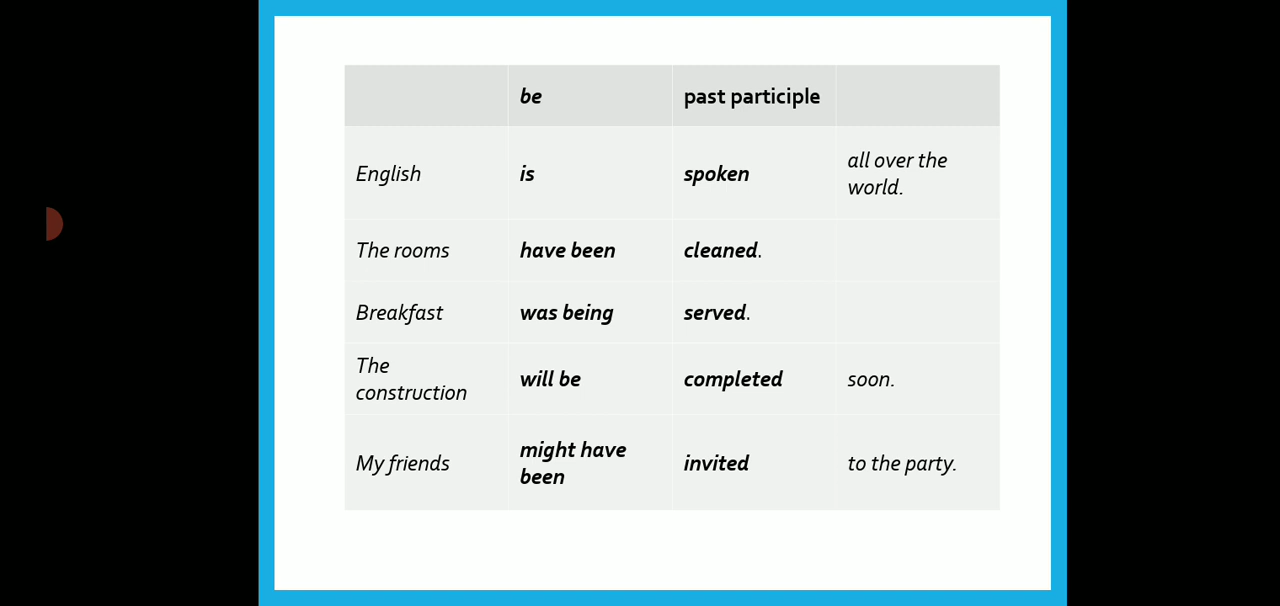 be past participle
English is spoken all over the
world.
The rooms have been cleaned.
Breakfast was being served.
The
construction will be completed soon.
My friends might have
been invited to the party.